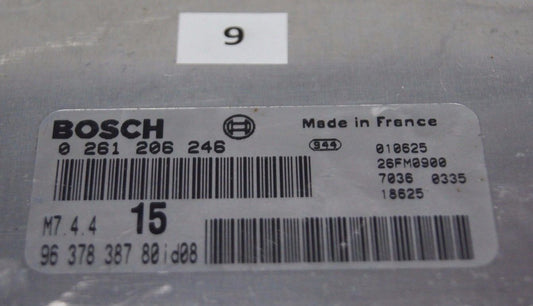 9
BOSCH
Made in France
0 261 206 246
944
010625
26FM0900
7036 0335
18625
M7.4.4 15
96 378 387 80 id08